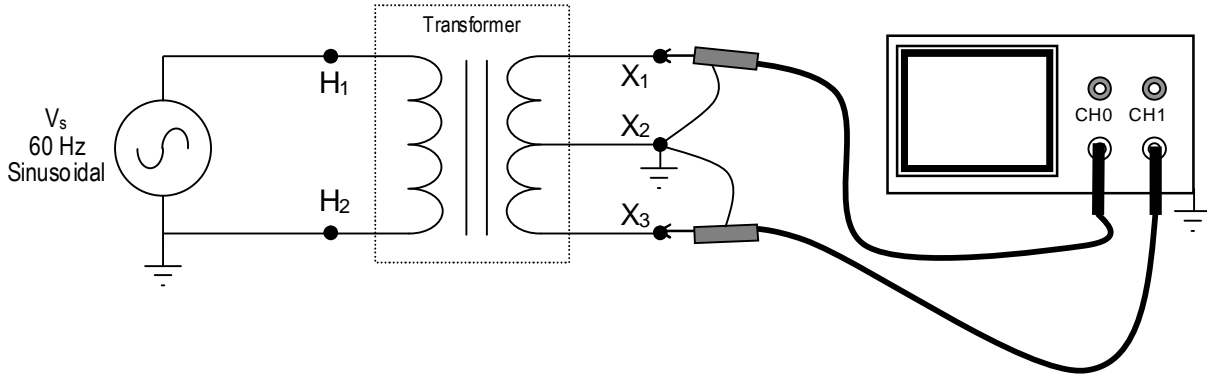 Transformer
H1
X1
CH0 CH1
Vs
60 Hz
Sinusoidal
X2
H2
X3